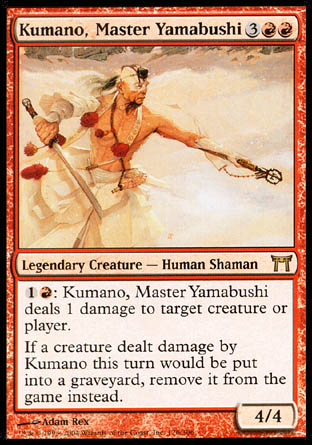 Kumano, Master Yamabushi 3
Legendary Creature — Human Shaman
1 : Kumano, Master Yamabushi
deals 1 damage to target creature or
player.
If a creature dealt damage by
Kumano this turn would be put
into a graveyard, remove it from the
game instead.
Adam Rex
4/4